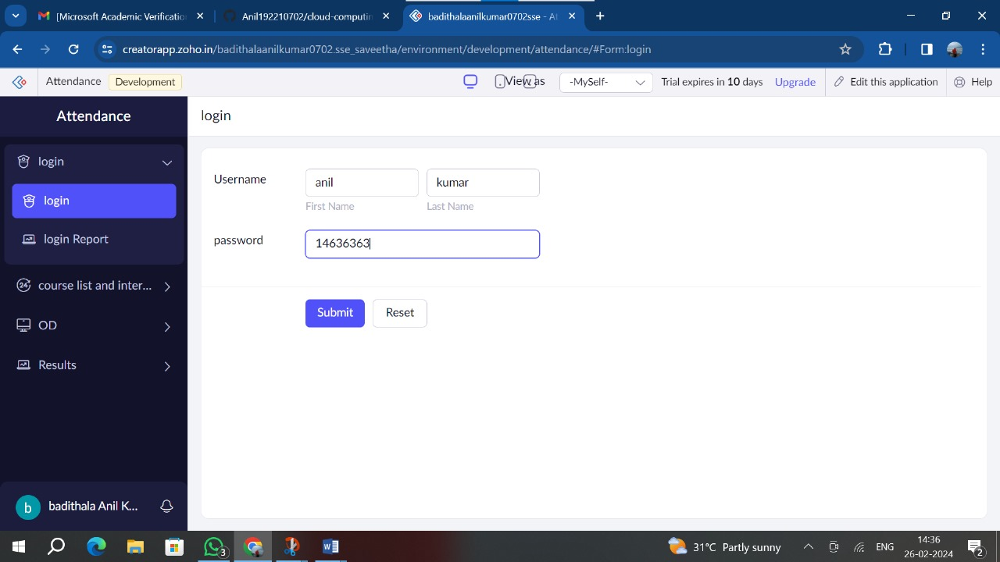 [Microsoft Academic Verificatio
Anil192210702/cloud-computin
badithalaanilkumar0702sse - At
creatorapp.zoho.in/badithalaanilkumar0702.sse_saveetha/environment/development/attendance/#Form:login
Attendance Development View as -MySelf- Trial expires in 10 days Upgrade Edit this application Help
Attendance
login
login
login
login Report
course list and inter...
OD
Results
Username
anil kumar
First Name Last Name
password
14636363
Submit Reset
b badithala Anil K...
3
W
31°C Partly sunny
ENG
14:36
26-02-2024
2